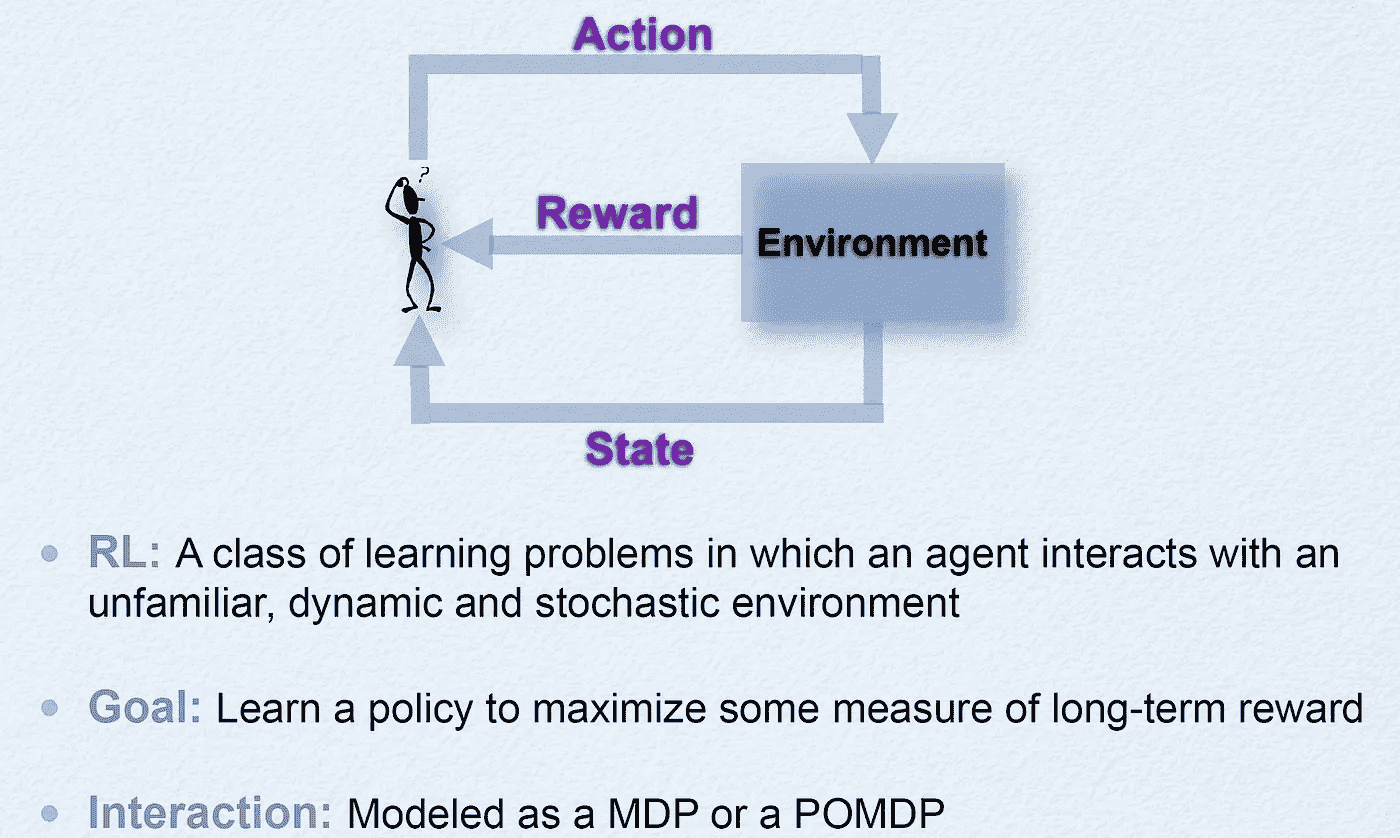 Action
?
Reward
Environment
State
• RL: A class of learning problems in which an agent interacts with an
unfamiliar, dynamic and stochastic environment
• Goal: Learn a policy to maximize some measure of long-term reward
• Interaction: Modeled as a MDP or a POMDP